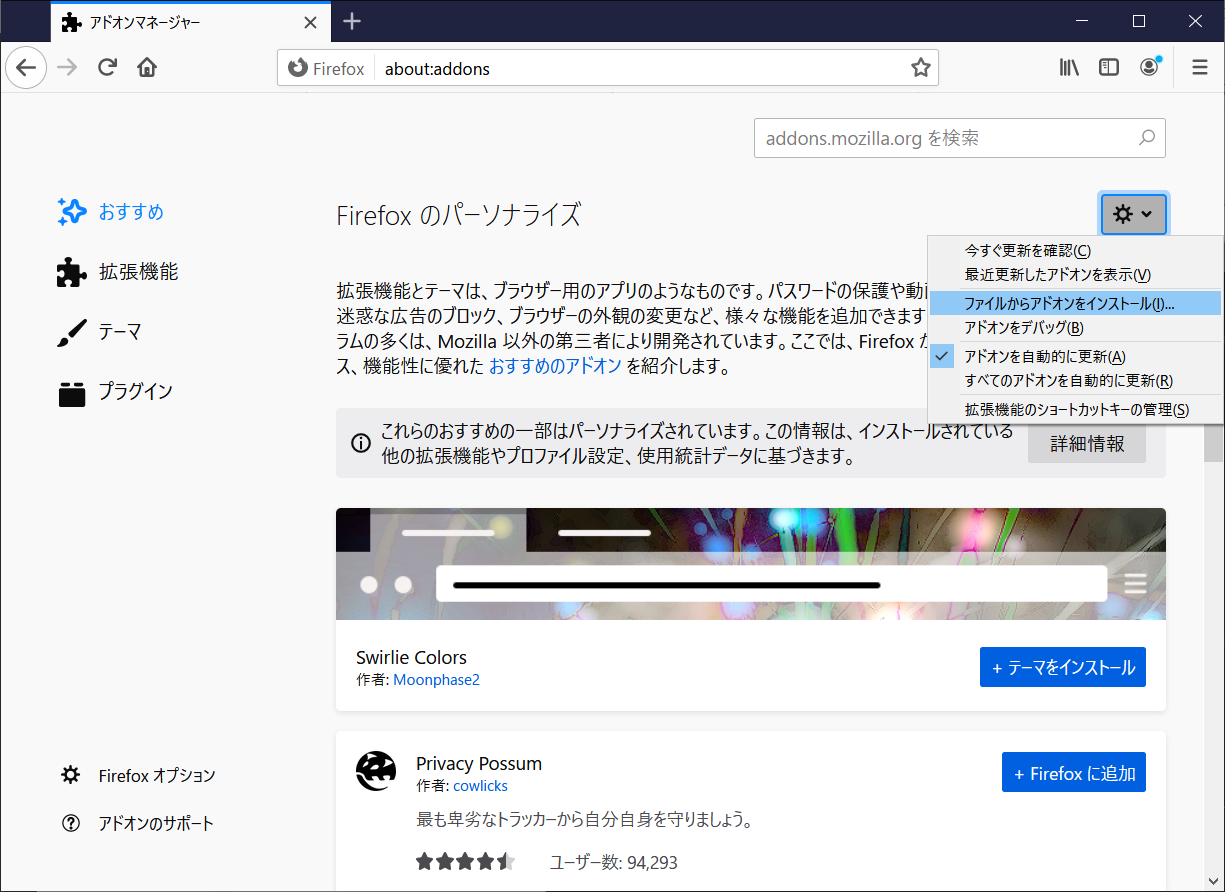 アドオンマネージャー
Firefox about:addons
addons.mozilla.org を検索
おすすめ
拡張機能
テーマ
プラグイン
Firefox のパーソナライズ
今すぐ更新を確認(C)
最近更新したアドオンを表示(V)
ファイルからアドオンをインストール(I)...
アドオンをデバッグ(B)
アドオンを自動的に更新(A)
すべてのアドオンを自動的に更新(R)
拡張機能のショートカットキーの管理(S)
拡張機能とテーマは、ブラウザー用のアプリのようなものです。パスワードの保護や動
迷惑な広告のブロック、ブラウザーの外観の変更など、様々な機能を追加できます
ラムの多くは、Mozilla 以外の第三者により開発されています。ここでは、Firefox
ス、機能性に優れた おすすめのアドオン を紹介します。
これらのおすすめの一部はパーソナライズされています。この情報は、インストールされている
他の拡張機能やプロファイル設定、使用統計データに基づきます。
詳細情報
Swirlie Colors
作者: Moonphase2
+ テーマをインストール
Privacy Possum
作者: cowlicks
+ Firefox に追加
最も卑劣なトラッカーから自分自身を守りましょう。
ユーザー数: 94,293
Firefox オプション
アドオンのサポート